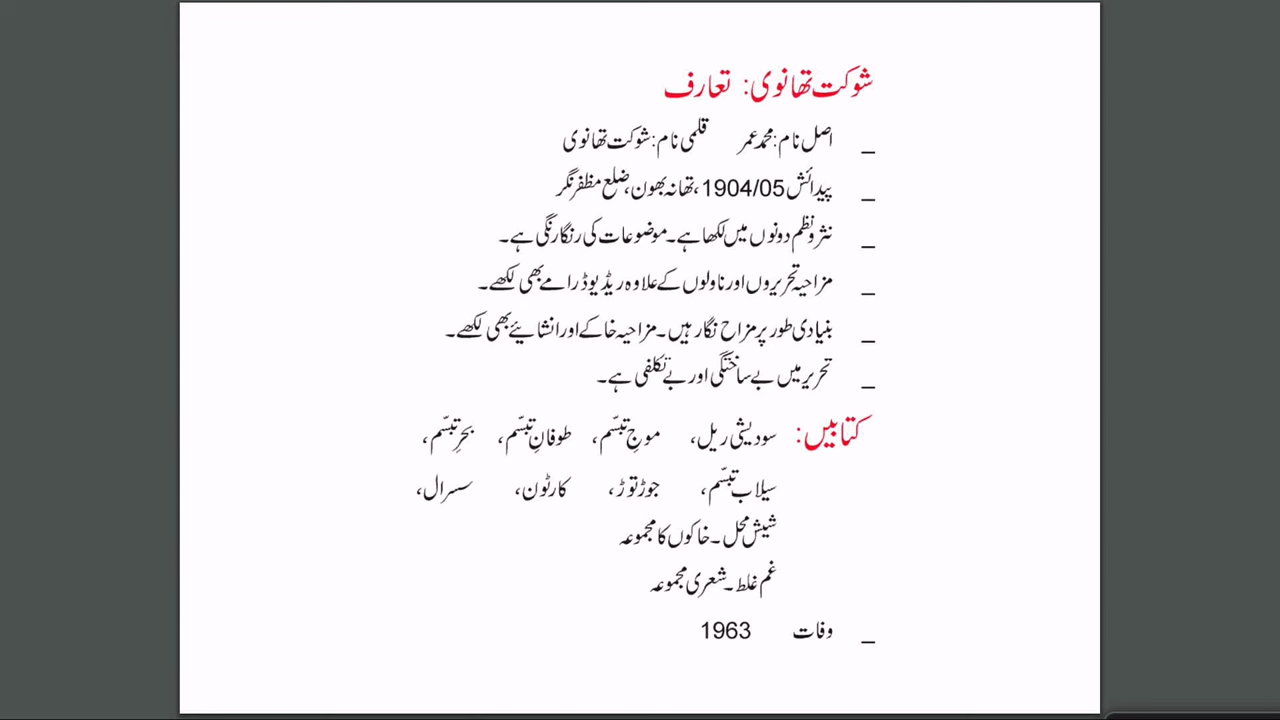 شوکت تھانوی: تعارف
_ اصل نام: محمد عمر قلمی نام: شوکت تھانوی
_ پیدائش 1904/05، تھانہ بھون، ضلع مظفر نگر
_ نثر و نظم دونوں میں لکھا ہے۔ موضوعات کی رنگا رنگی ہے۔
_ مزاحیہ تحریروں اور ناولوں کے علاوہ ریڈیو ڈرامے بھی لکھے۔
_ بنیادی طور پر مزاح نگار ہیں۔ مزاحیہ خاکے اور انشائیے بھی لکھے۔
_ تحریر میں بے ساختگی اور بے تکلفی ہے۔
کتابیں: سودیشی ریل، موجِ تبسّم، طوفانِ تبسّم، بحرِ تبسّم،
سیلاب تبسّم، جوڑ توڑ، کارٹون، سسرال،
شیش محل۔ خاکوں کا مجموعہ
غم غلط۔ شعری مجموعہ
_ وفات 1963